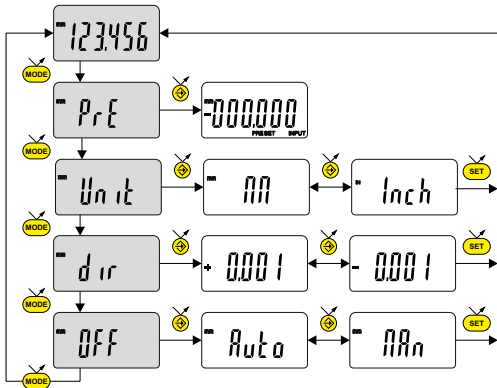 mm 123.456
MODE
mm PrE
mm -000.000
PRESET INPUT
MODE
mm Unit
mm MM
IN Inch
SET
MODE
mm dir
+ 0.001
- 0.001
SET
MODE
mm OFF
mm Auto
mm MAn
SET
MODE